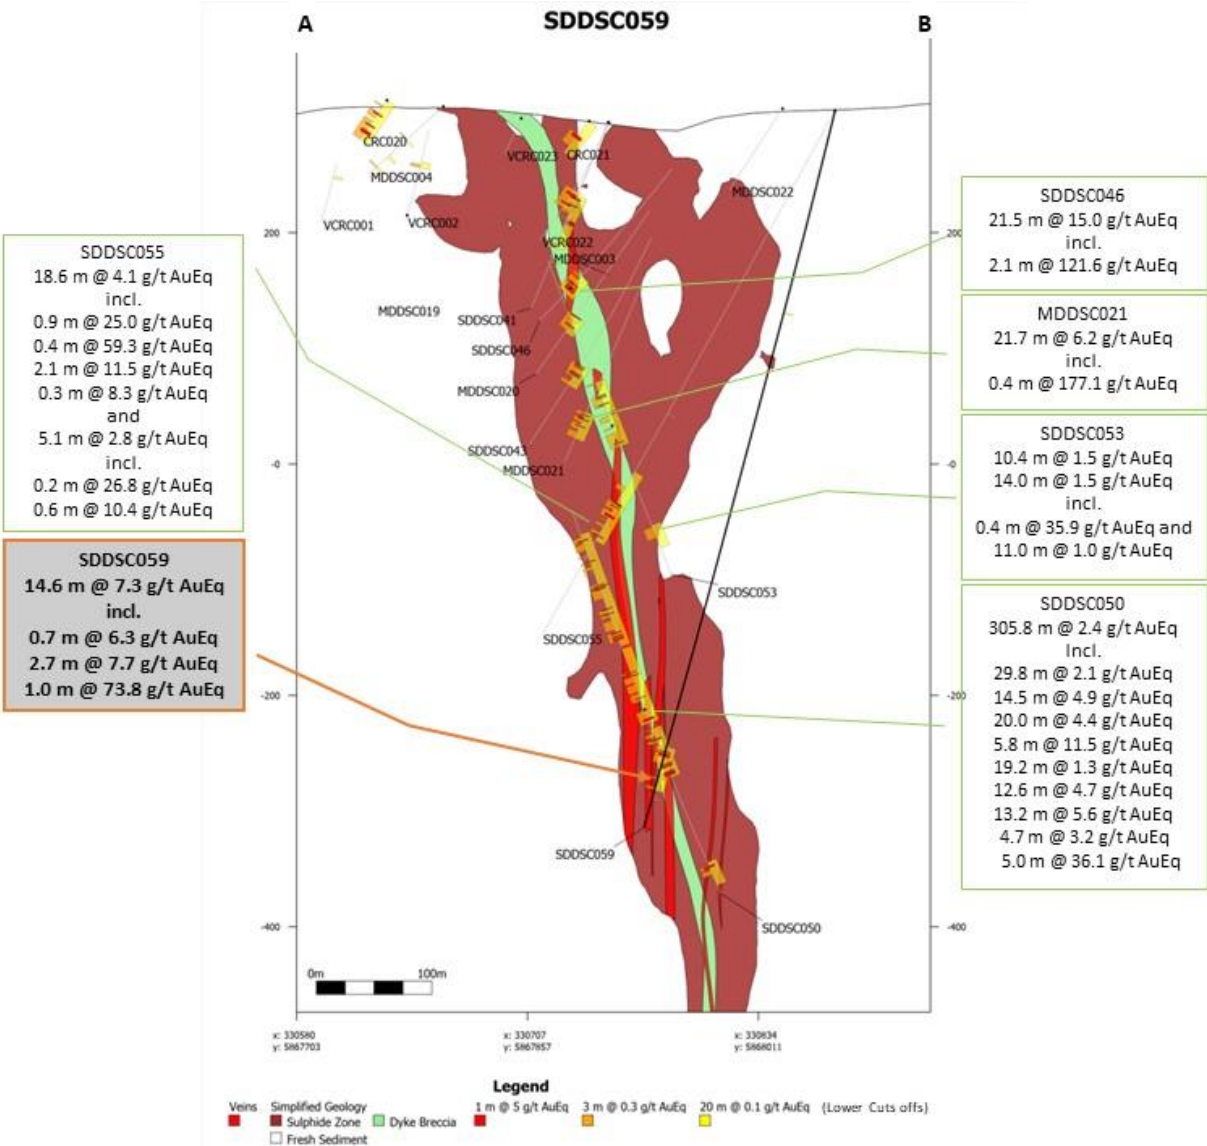 SDDSC059
A
B
CRC020
VCRC023
CRC021
MDDSC004
MDDSC022
VCRC001
VCRC002
200
200
VCRC022
MDDSC003
MDDSC019
SDDSC041
SDDSC046
MDDSC020
SDDSC043
MDDSC021
-0
-0
SDDSC053
SDDSC055
-200
-200
SDDSC059
SDDSC050
-400
-400
0m
100m
SDDSC055
18.6 m @ 4.1 g/t AuEq
incl.
0.9 m @ 25.0 g/t AuEq
0.4 m @ 59.3 g/t AuEq
2.1 m @ 11.5 g/t AuEq
0.3 m @ 8.3 g/t AuEq
and
5.1 m @ 2.8 g/t AuEq
incl.
0.2 m @ 26.8 g/t AuEq
0.6 m @ 10.4 g/t AuEq
SDDSC059
14.6 m @ 7.3 g/t AuEq
incl.
0.7 m @ 6.3 g/t AuEq
2.7 m @ 7.7 g/t AuEq
1.0 m @ 73.8 g/t AuEq
SDDSC046
21.5 m @ 15.0 g/t AuEq
incl.
2.1 m @ 121.6 g/t AuEq
MDDSC021
21.7 m @ 6.2 g/t AuEq
incl.
0.4 m @ 177.1 g/t AuEq
SDDSC053
10.4 m @ 1.5 g/t AuEq
14.0 m @ 1.5 g/t AuEq
incl.
0.4 m @ 35.9 g/t AuEq and
11.0 m @ 1.0 g/t AuEq
SDDSC050
305.8 m @ 2.4 g/t AuEq
Incl.
29.8 m @ 2.1 g/t AuEq
14.5 m @ 4.9 g/t AuEq
20.0 m @ 4.4 g/t AuEq
5.8 m @ 11.5 g/t AuEq
19.2 m @ 1.3 g/t AuEq
12.6 m @ 4.7 g/t AuEq
13.2 m @ 5.6 g/t AuEq
4.7 m @ 3.2 g/t AuEq
5.0 m @ 36.1 g/t AuEq
x: 330580
y: 5867703
x: 330707
y: 5867857
x: 330834
y: 5868011
Legend
Veins
Simplified Geology
Sulphide Zone
Dyke Breccia
Fresh Sediment
1 m @ 5 g/t AuEq
3 m @ 0.3 g/t AuEq
20 m @ 0.1 g/t AuEq
(Lower Cuts offs)